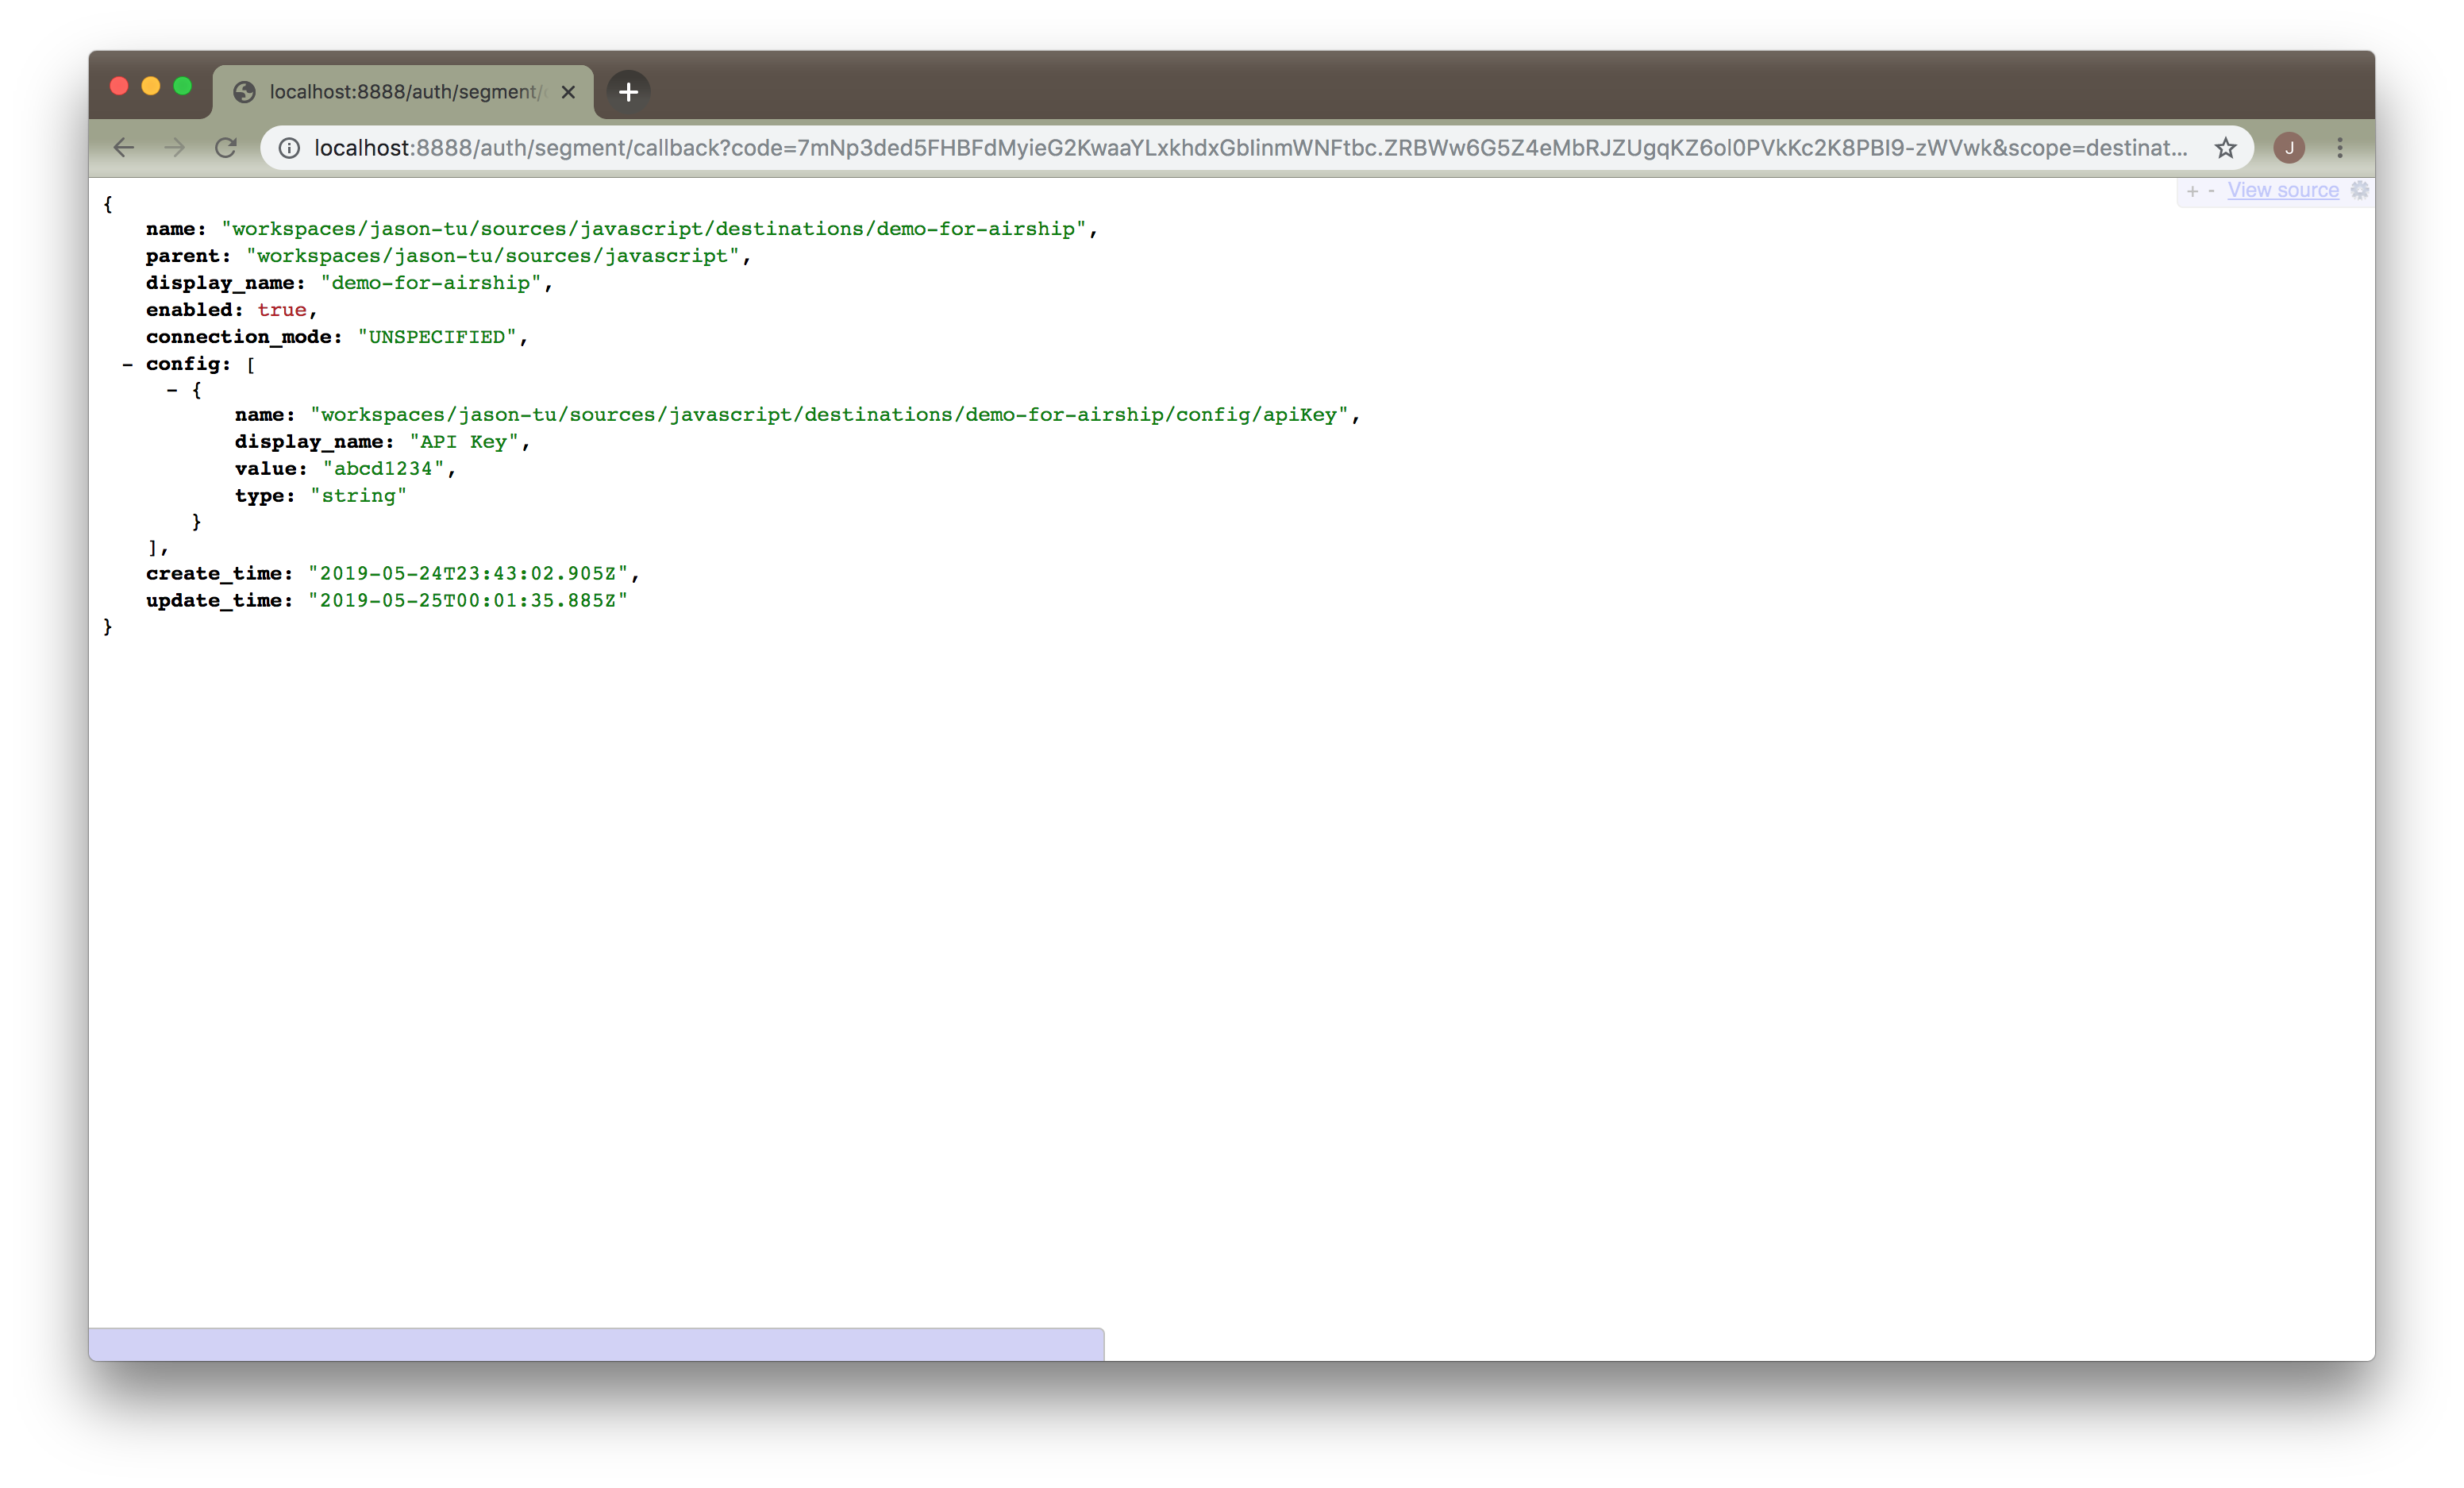 localhost:8888/auth/segment/
localhost:8888/auth/segment/callback?code=7mNp3ded5FHBFdMyieG2KwaaYLxkhdxGbIinmWNFtbc.ZRBWw6G5Z4eMbRJZUgqKZ6ol0PVkKc2K8PBI9-zWVwk&scope=destinat...
J
+ - View source
{
name: "workspaces/jason-tu/sources/javascript/destinations/demo-for-airship",
parent: "workspaces/jason-tu/sources/javascript",
display_name: "demo-for-airship",
enabled: true,
connection_mode: "UNSPECIFIED",
- config: [
- {
name: "workspaces/jason-tu/sources/javascript/destinations/demo-for-airship/config/apiKey",
display_name: "API Key",
value: "abcd1234",
type: "string"
}
],
create_time: "2019-05-24T23:43:02.905Z",
update_time: "2019-05-25T00:01:35.885Z"
}